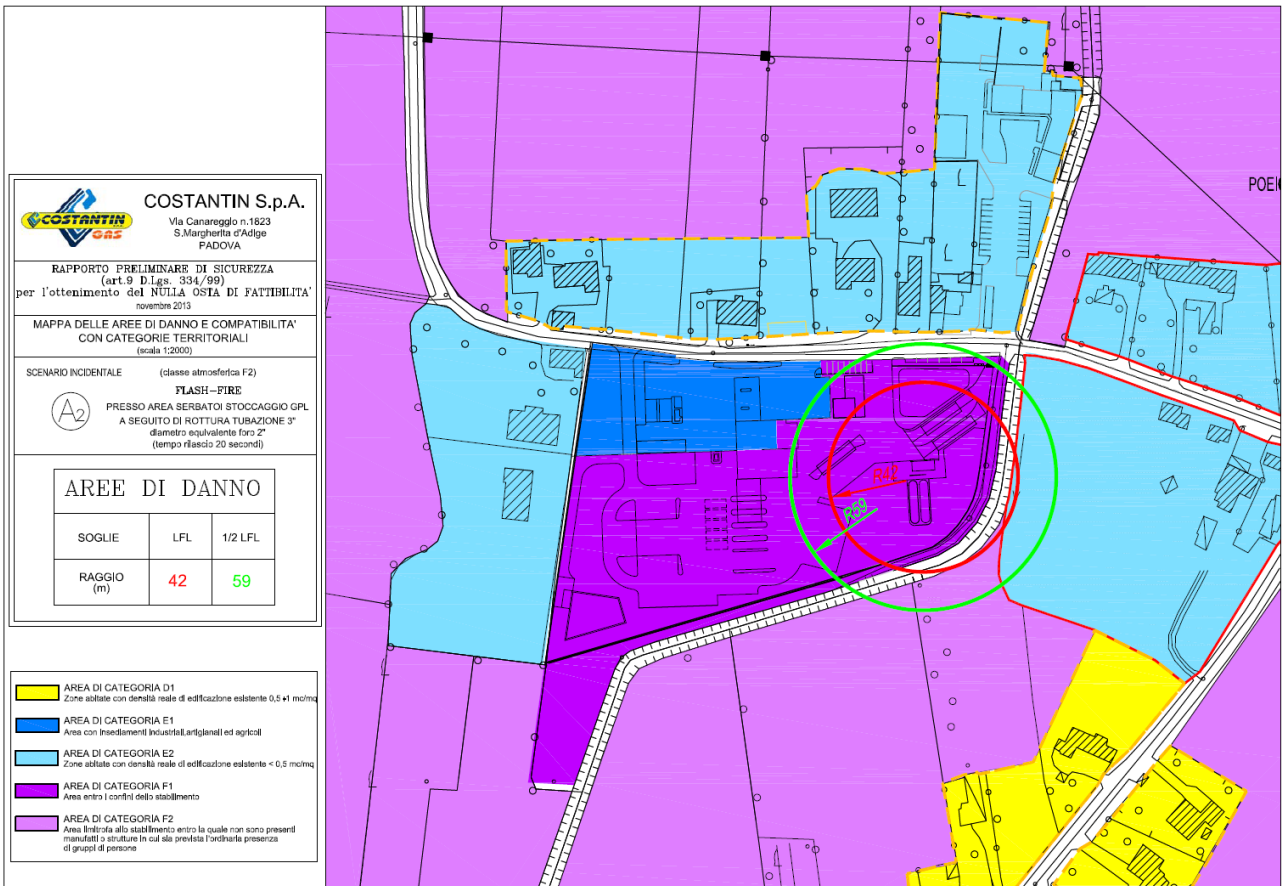 COSTANTIN
GAS
COSTANTIN S.p.A.
Via Canareggio n.1823
S.Margherita d'Adige
PADOVA
RAPPORTO PRELIMINARE DI SICUREZZA
(art.9 D.Lgs. 334/99)
per l'ottenimento del NULLA OSTA DI FATTIBILITA'
novembre 2013
MAPPA DELLE AREE DI DANNO E COMPATIBILITA'
CON CATEGORIE TERRITORIALI
(scala 1:2000)
SCENARIO INCIDENTALE (classe atmosferica F2)
FLASH-FIRE
A2
PRESSO AREA SERBATOI STOCCAGGIO GPL
A SEGUITO DI ROTTURA TUBAZIONE 3"
diametro equivalente foro 2"
(tempo rilascio 20 secondi)
AREE DI DANNO
SOGLIE LFL 1/2 LFL
RAGGIO (m) 42 59
AREA DI CATEGORIA D1
Zone abitate con densità reale di edificazione esistente 0,5÷1 mc/mq
AREA DI CATEGORIA E1
Area con insediamenti industriali,artigianali ed agricoli
AREA DI CATEGORIA E2
Zone abitate con densità reale di edificazione esistente < 0,5 mc/mq
AREA DI CATEGORIA F1
Area entro i confini dello stabilimento
AREA DI CATEGORIA F2
Area limitrofa allo stabilimento entro la quale non sono presenti
manufatti o strutture in cui sia prevista l'ordinaria presenza
di gruppi di persone
R42
R59